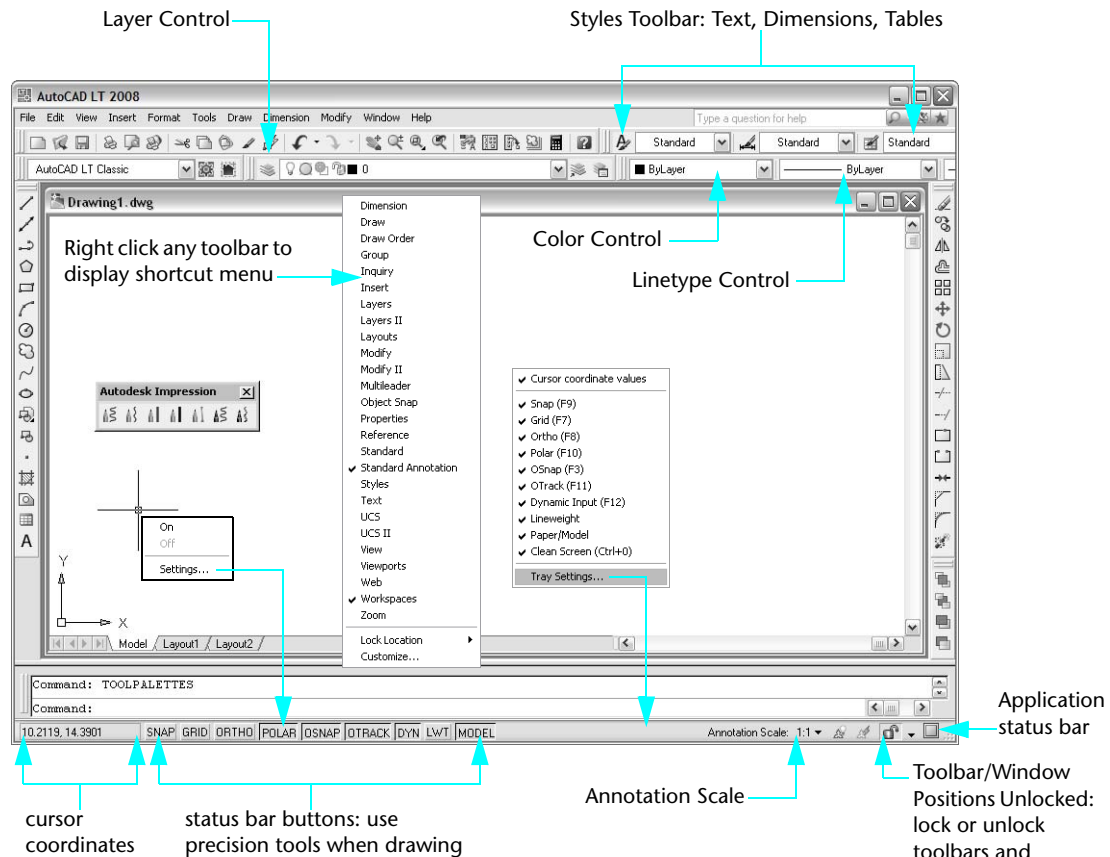 Layer Control
Styles Toolbar: Text, Dimensions, Tables
AutoCAD LT 2008
File Edit View Insert Format Tools Draw Dimension Modify Window Help
Type a question for help
Standard
Standard
Standard
AutoCAD LT Classic
0
ByLayer
ByLayer
Drawing1.dwg
Right click any toolbar to
display shortcut menu
Color Control
Linetype Control
Dimension
Draw
Draw Order
Group
Inquiry
Insert
Layers
Layers II
Layouts
Modify
Modify II
Multileader
Object Snap
Properties
Reference
Standard
Standard Annotation
Styles
Text
UCS
UCS II
View
Viewports
Web
Workspaces
Zoom
Lock Location
Customize...
Autodesk Impression
Cursor coordinate values
Snap (F9)
Grid (F7)
Ortho (F8)
Polar (F10)
OSnap (F3)
OTrack (F11)
Dynamic Input (F12)
Lineweight
Paper/Model
Clean Screen (Ctrl+0)
Tray Settings...
On
Off
Settings...
A
Y
X
Model / Layout1 / Layout2 /
Command: TOOLPALETTES
Command:
10.2119, 14.3901
SNAP GRID ORTHO POLAR OSNAP OTRACK DYN LWT MODEL
Annotation Scale: 1:1
Application
status bar
Annotation Scale
Toolbar/Window
Positions Unlocked:
lock or unlock
toolbars and
cursor
coordinates
status bar buttons: use
precision tools when drawing